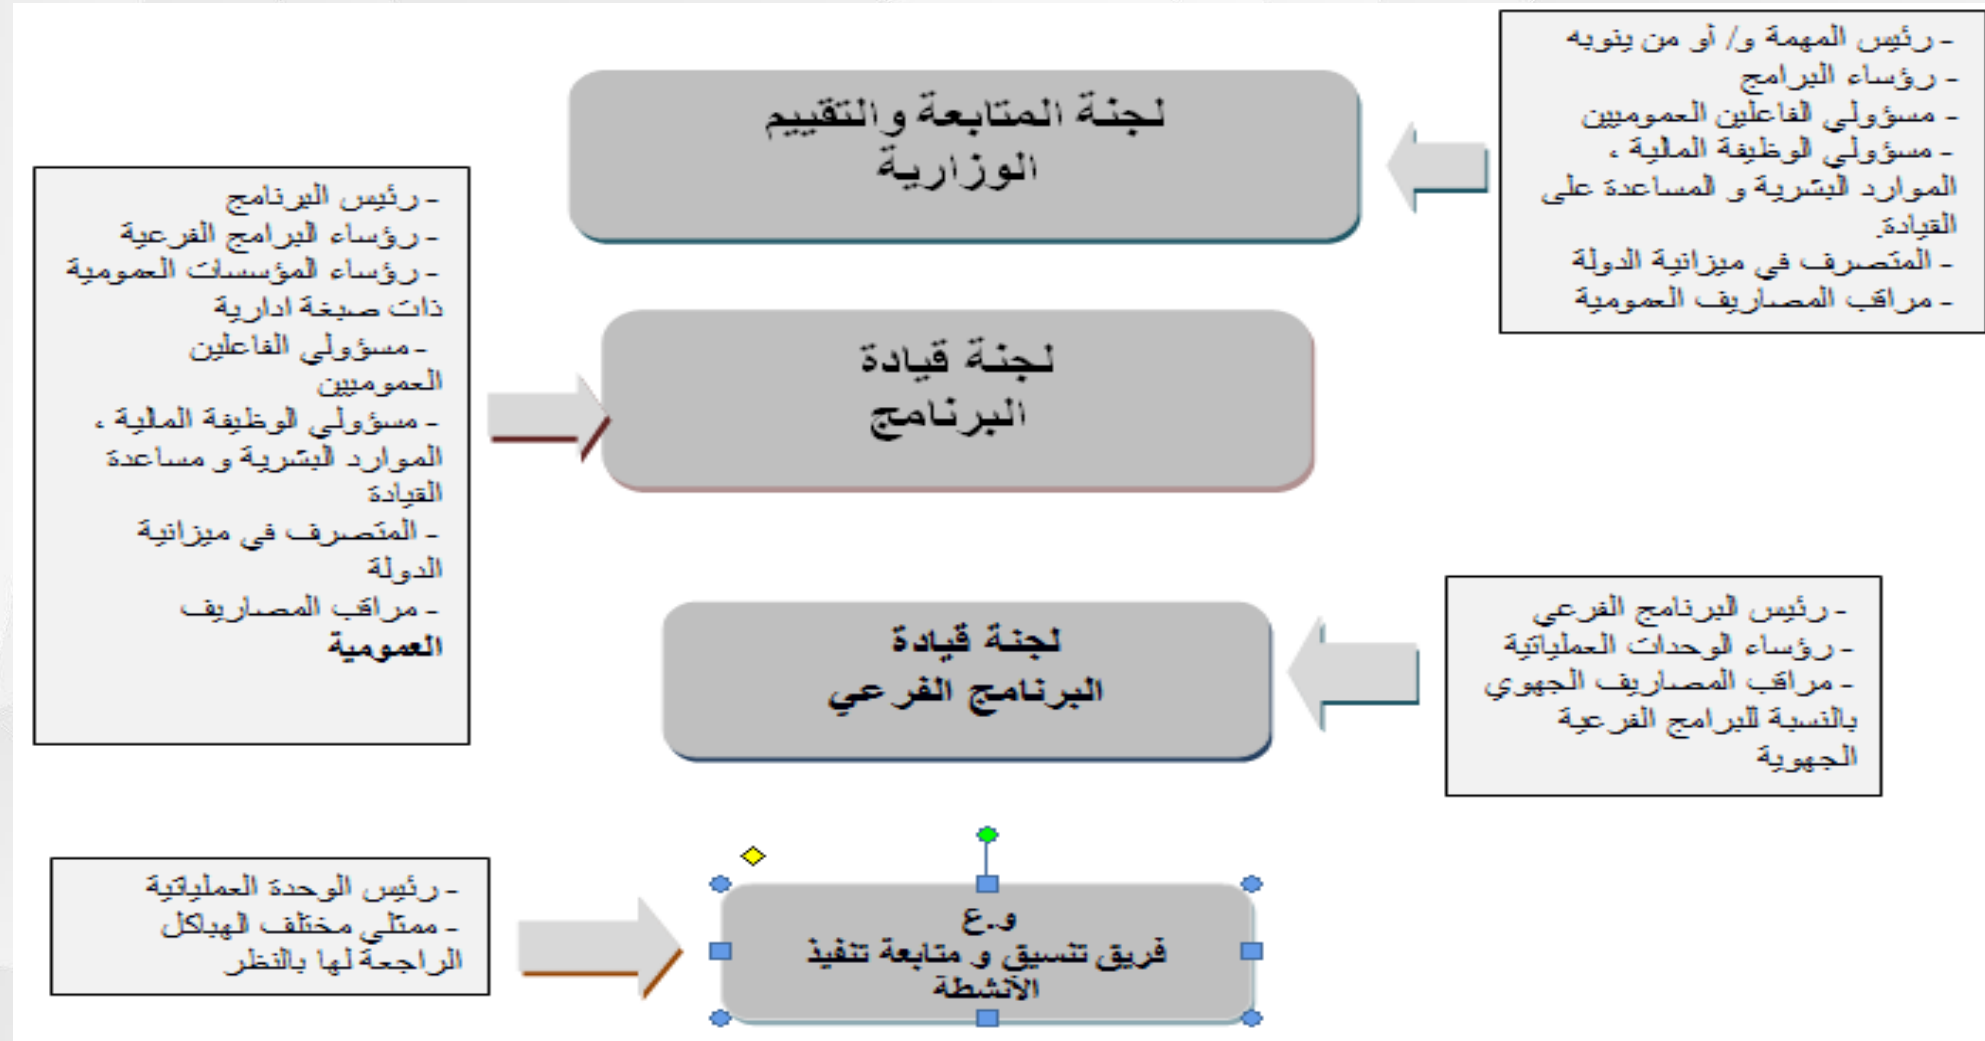 لجنة المتابعة والتقييم
الوزارية
- رئيس المهمة و/ أو من ينوبه
- رؤساء البرامج
- مسؤولي الفاعلين العموميين
- مسؤولي الوظيفة المالية ،
الموارد البشرية و المساعدة على
القيادة.
- المتصرف في ميزانية الدولة
- مراقب المصاريف العمومية
لجنة قيادة
البرنامج
- رئيس البرنامج
- رؤساء البرامج الفرعية
- رؤساء المؤسسات العمومية
ذات صبغة ادارية
-مسؤولي الفاعلين
العموميين
- مسؤولي الوظيفة المالية ،
الموارد البشرية و مساعدة
القيادة
- المتصرف في ميزانية
الدولة
- مراقب المصاريف
العمومية
لجنة قيادة
البرنامج الفرعي
- رئيس البرنامج الفرعي
- رؤساء الوحدات العملياتية
- مراقب المصاريف الجهوي
بالنسبة للبرامج الفرعية
الجهوية
و..ع
فريق تنسيق و متابعة تنفيذ
الأنشطة
- رئيس الوحدة العملياتية
- ممثلي مختلف الهياكل
الراجعة لها بالنظر